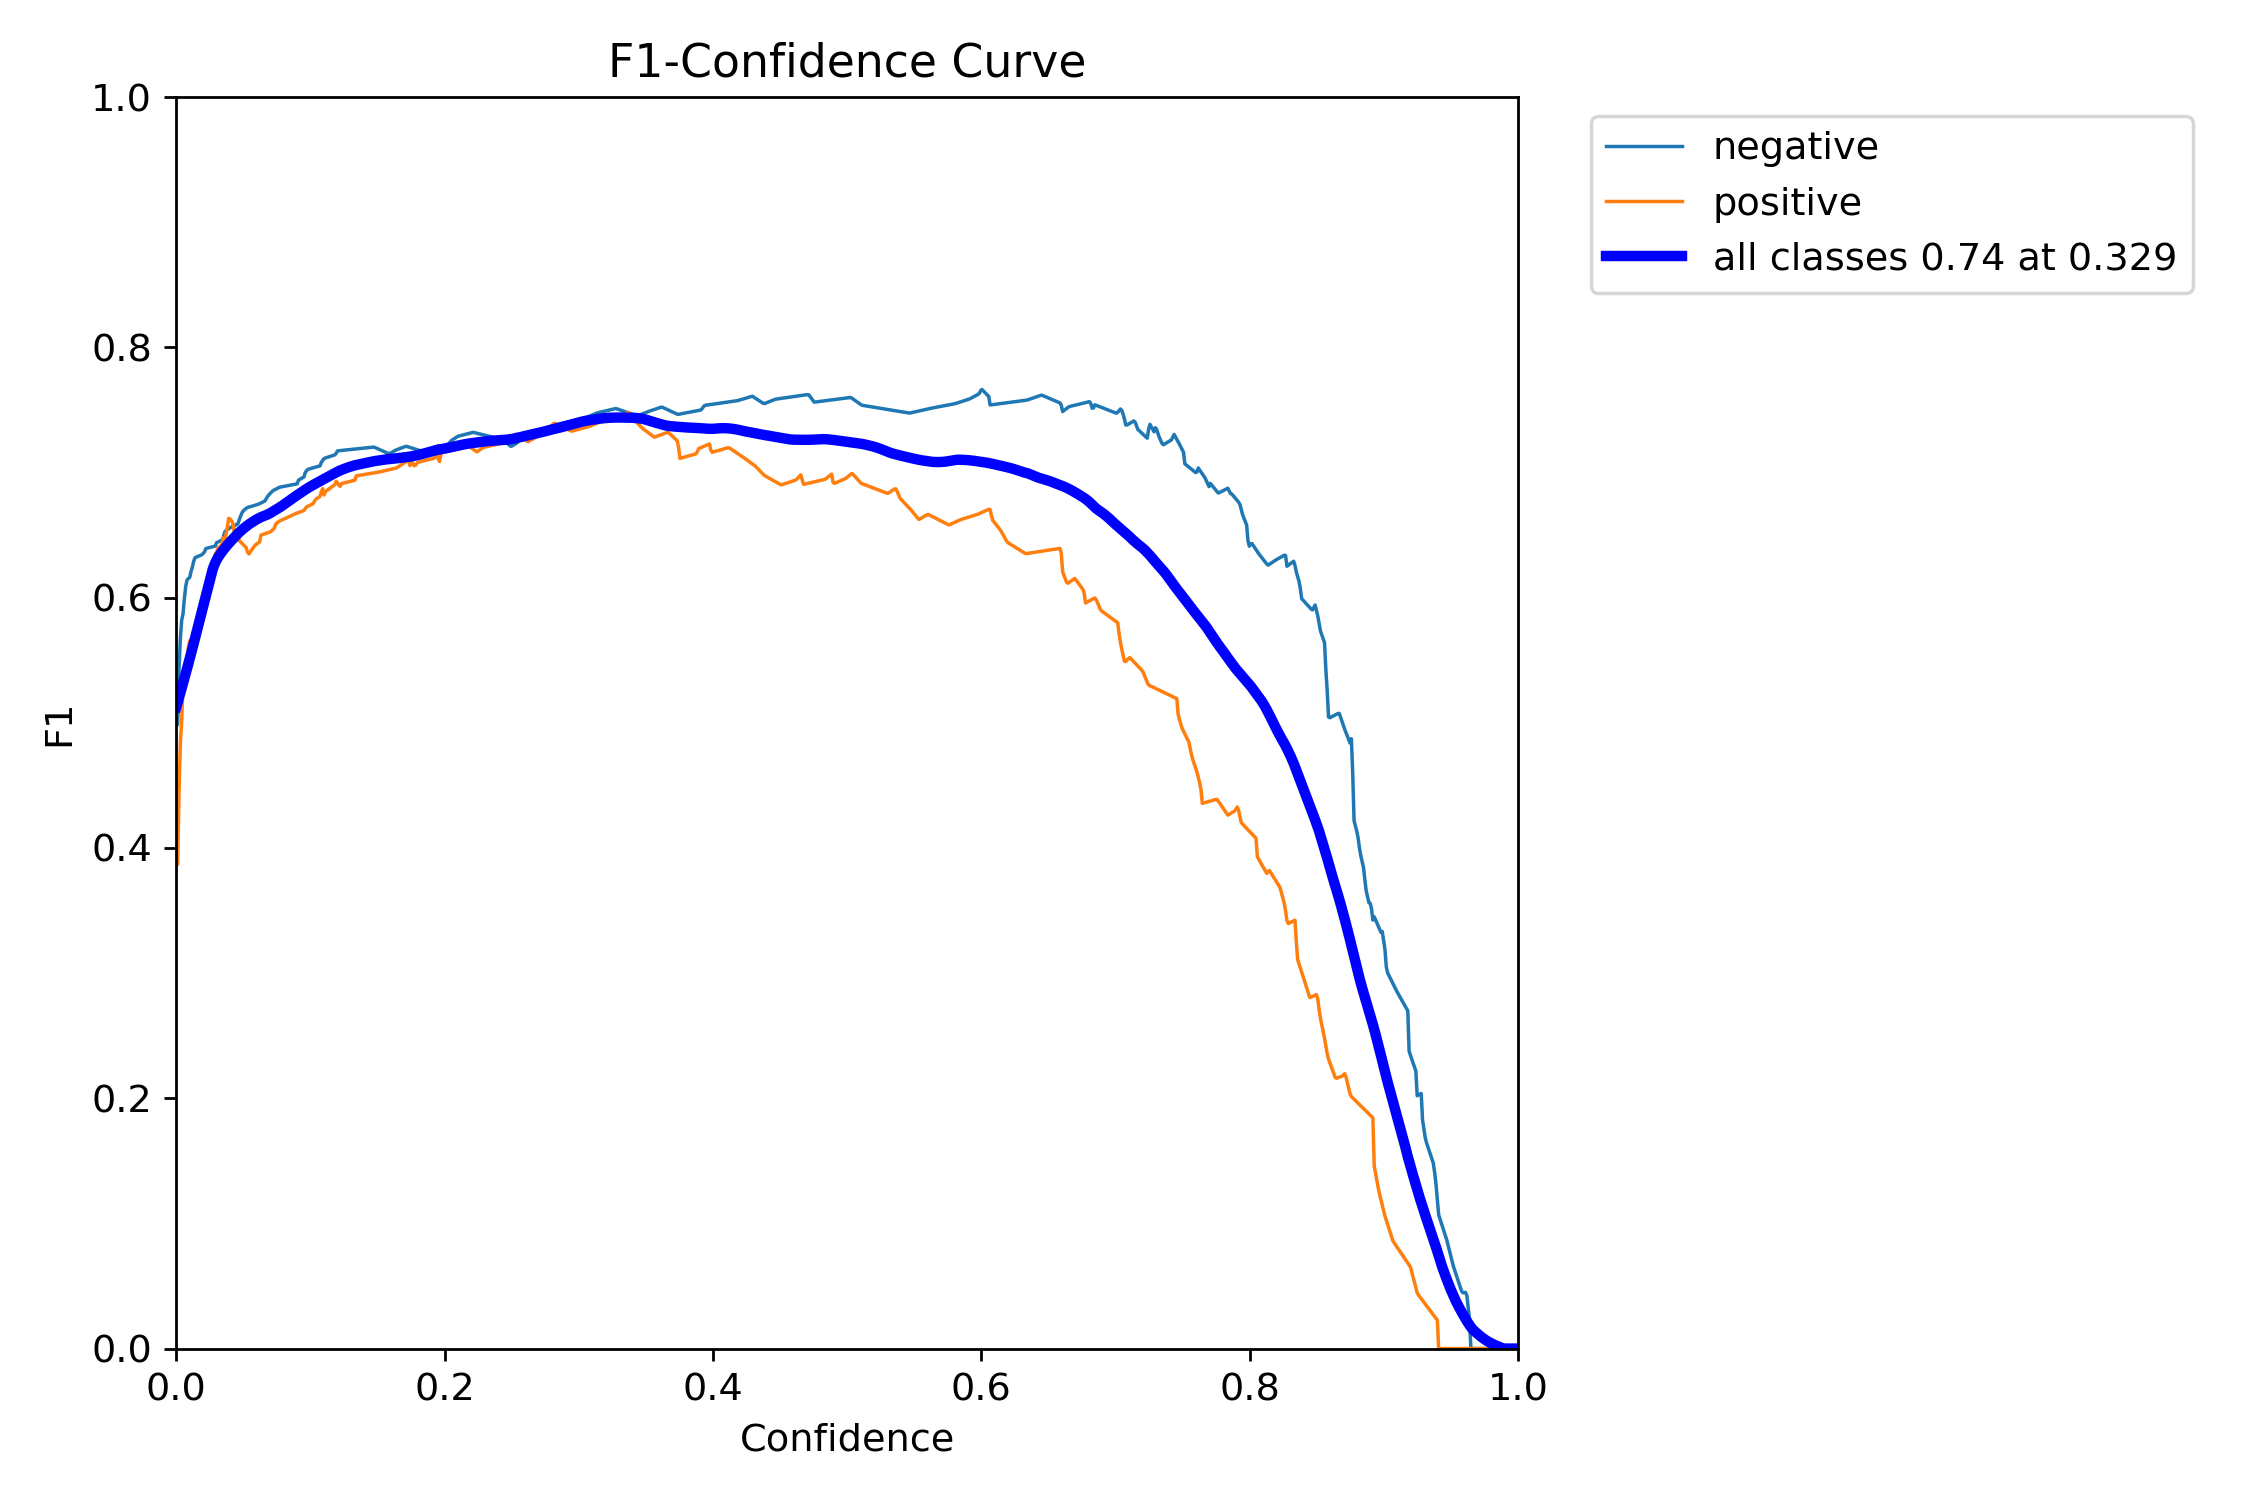 F1-Confidence Curve
1.0
0.8
0.6
0.4
0.2
0.0
F1
0.0 0.2 0.4 0.6 0.8 1.0
Confidence
negative
positive
all classes 0.74 at 0.329